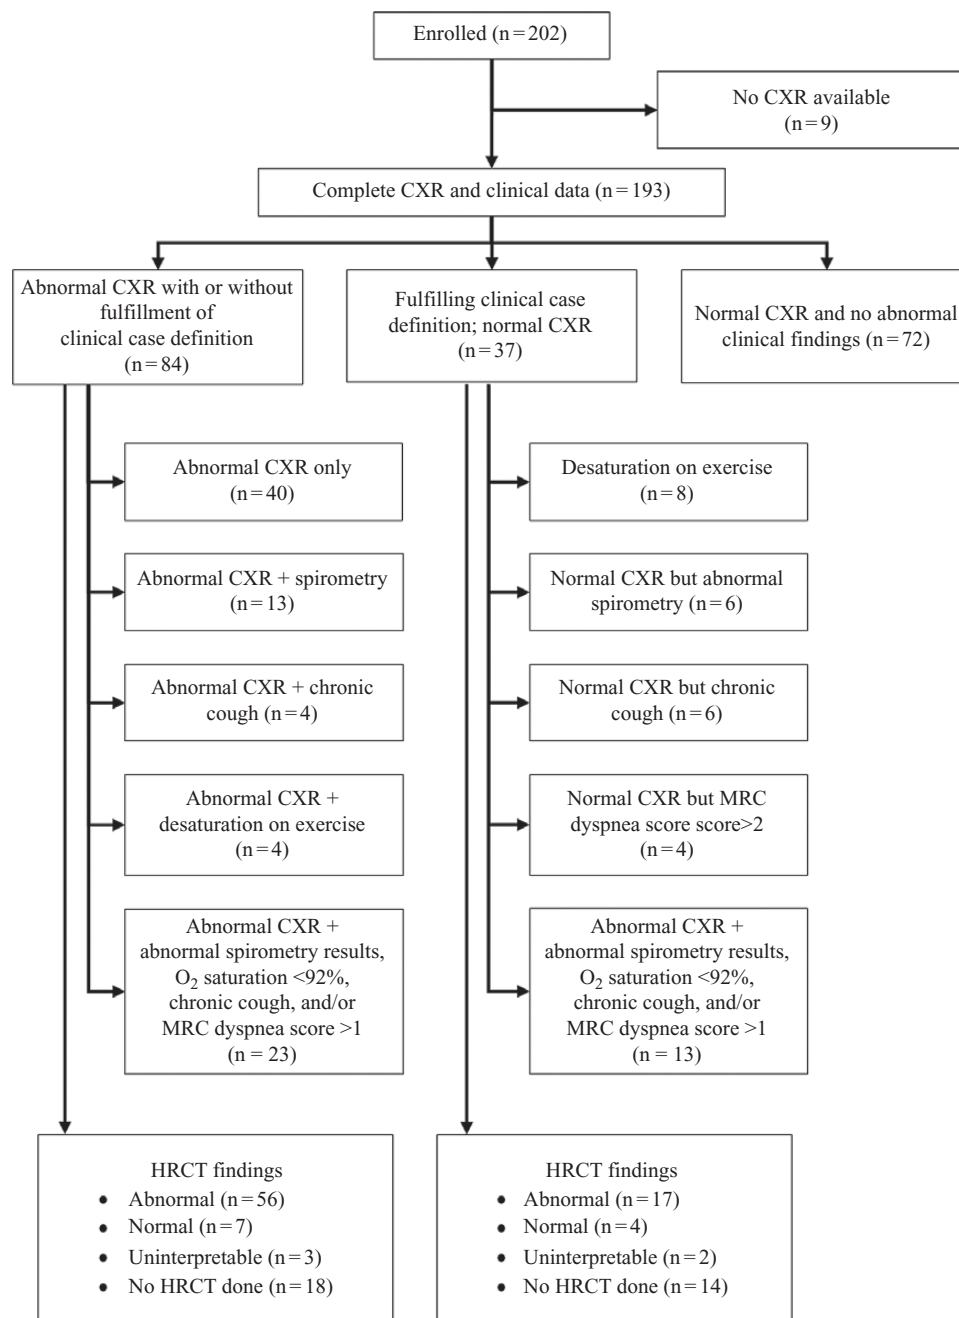 Enrolled (n=202)
No CXR available
(n=9)
Complete CXR and clinical data (n=193)
Abnormal CXR with or without
fulfillment of
clinical case definition
(n=84)
Fulfilling clinical case
definition; normal CXR
(n=37)
Normal CXR and no abnormal
clinical findings (n=72)
Abnormal CXR only
(n=40)
Abnormal CXR + spirometry
(n=13)
Abnormal CXR + chronic
cough (n=4)
Abnormal CXR +
desaturation on exercise
(n=4)
Abnormal CXR +
abnormal spirometry results,
O₂ saturation <92%,
chronic cough, and/or
MRC dyspnea score >1
(n = 23)
Desaturation on exercise
(n=8)
Normal CXR but abnormal
spirometry (n=6)
Normal CXR but chronic
cough (n=6)
Normal CXR but MRC
dyspnea score score>2
(n=4)
Abnormal CXR +
abnormal spirometry results,
O₂ saturation <92%,
chronic cough, and/or
MRC dyspnea score >1
(n = 13)
HRCT findings
• Abnormal (n=56)
• Normal (n=7)
• Uninterpretable (n=3)
• No HRCT done (n=18)
HRCT findings
• Abnormal (n=17)
• Normal (n=4)
• Uninterpretable (n=2)
• No HRCT done (n=14)